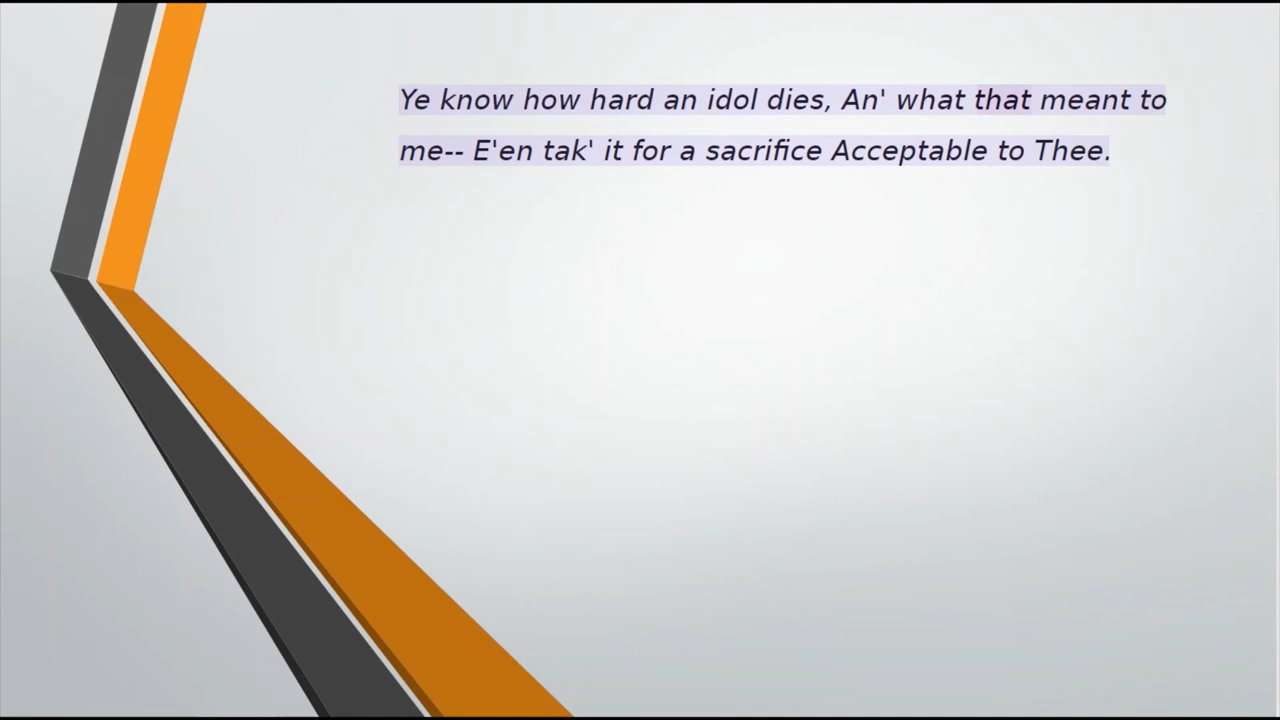 Ye know how hard an idol dies, An' what that meant to
me-- E'en tak' it for a sacrifice Acceptable to Thee.